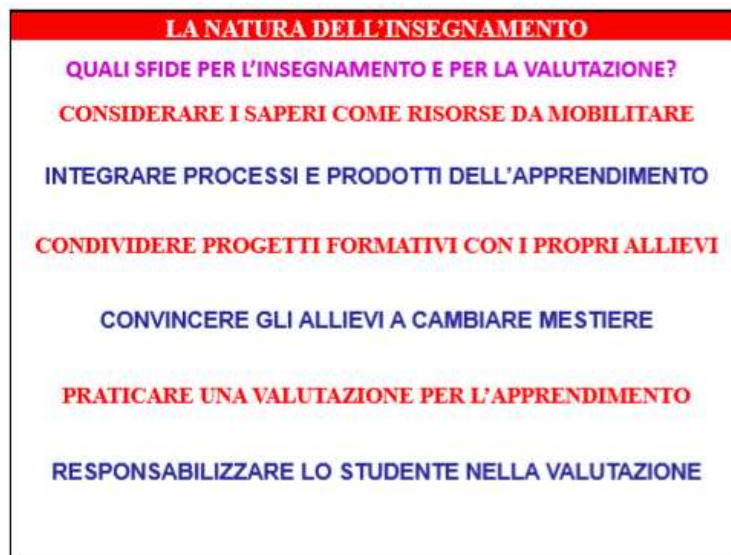 LA NATURA DELL'INSEGNAMENTO
QUALI SFIDE PER L'INSEGNAMENTO E PER LA VALUTAZIONE?
CONSIDERARE I SAPERI COME RISORSE DA MOBILITARE
INTEGRARE PROCESSI E PRODOTTI DELL'APPRENDIMENTO
CONDIVIDERE PROGETTI FORMATIVI CON I PROPRI ALLIEVI
CONVINCERE GLI ALLIEVI A CAMBIARE MESTIERE
PRATICARE UNA VALUTAZIONE PER L'APPRENDIMENTO
RESPONSABILIZZARE LO STUDENTE NELLA VALUTAZIONE